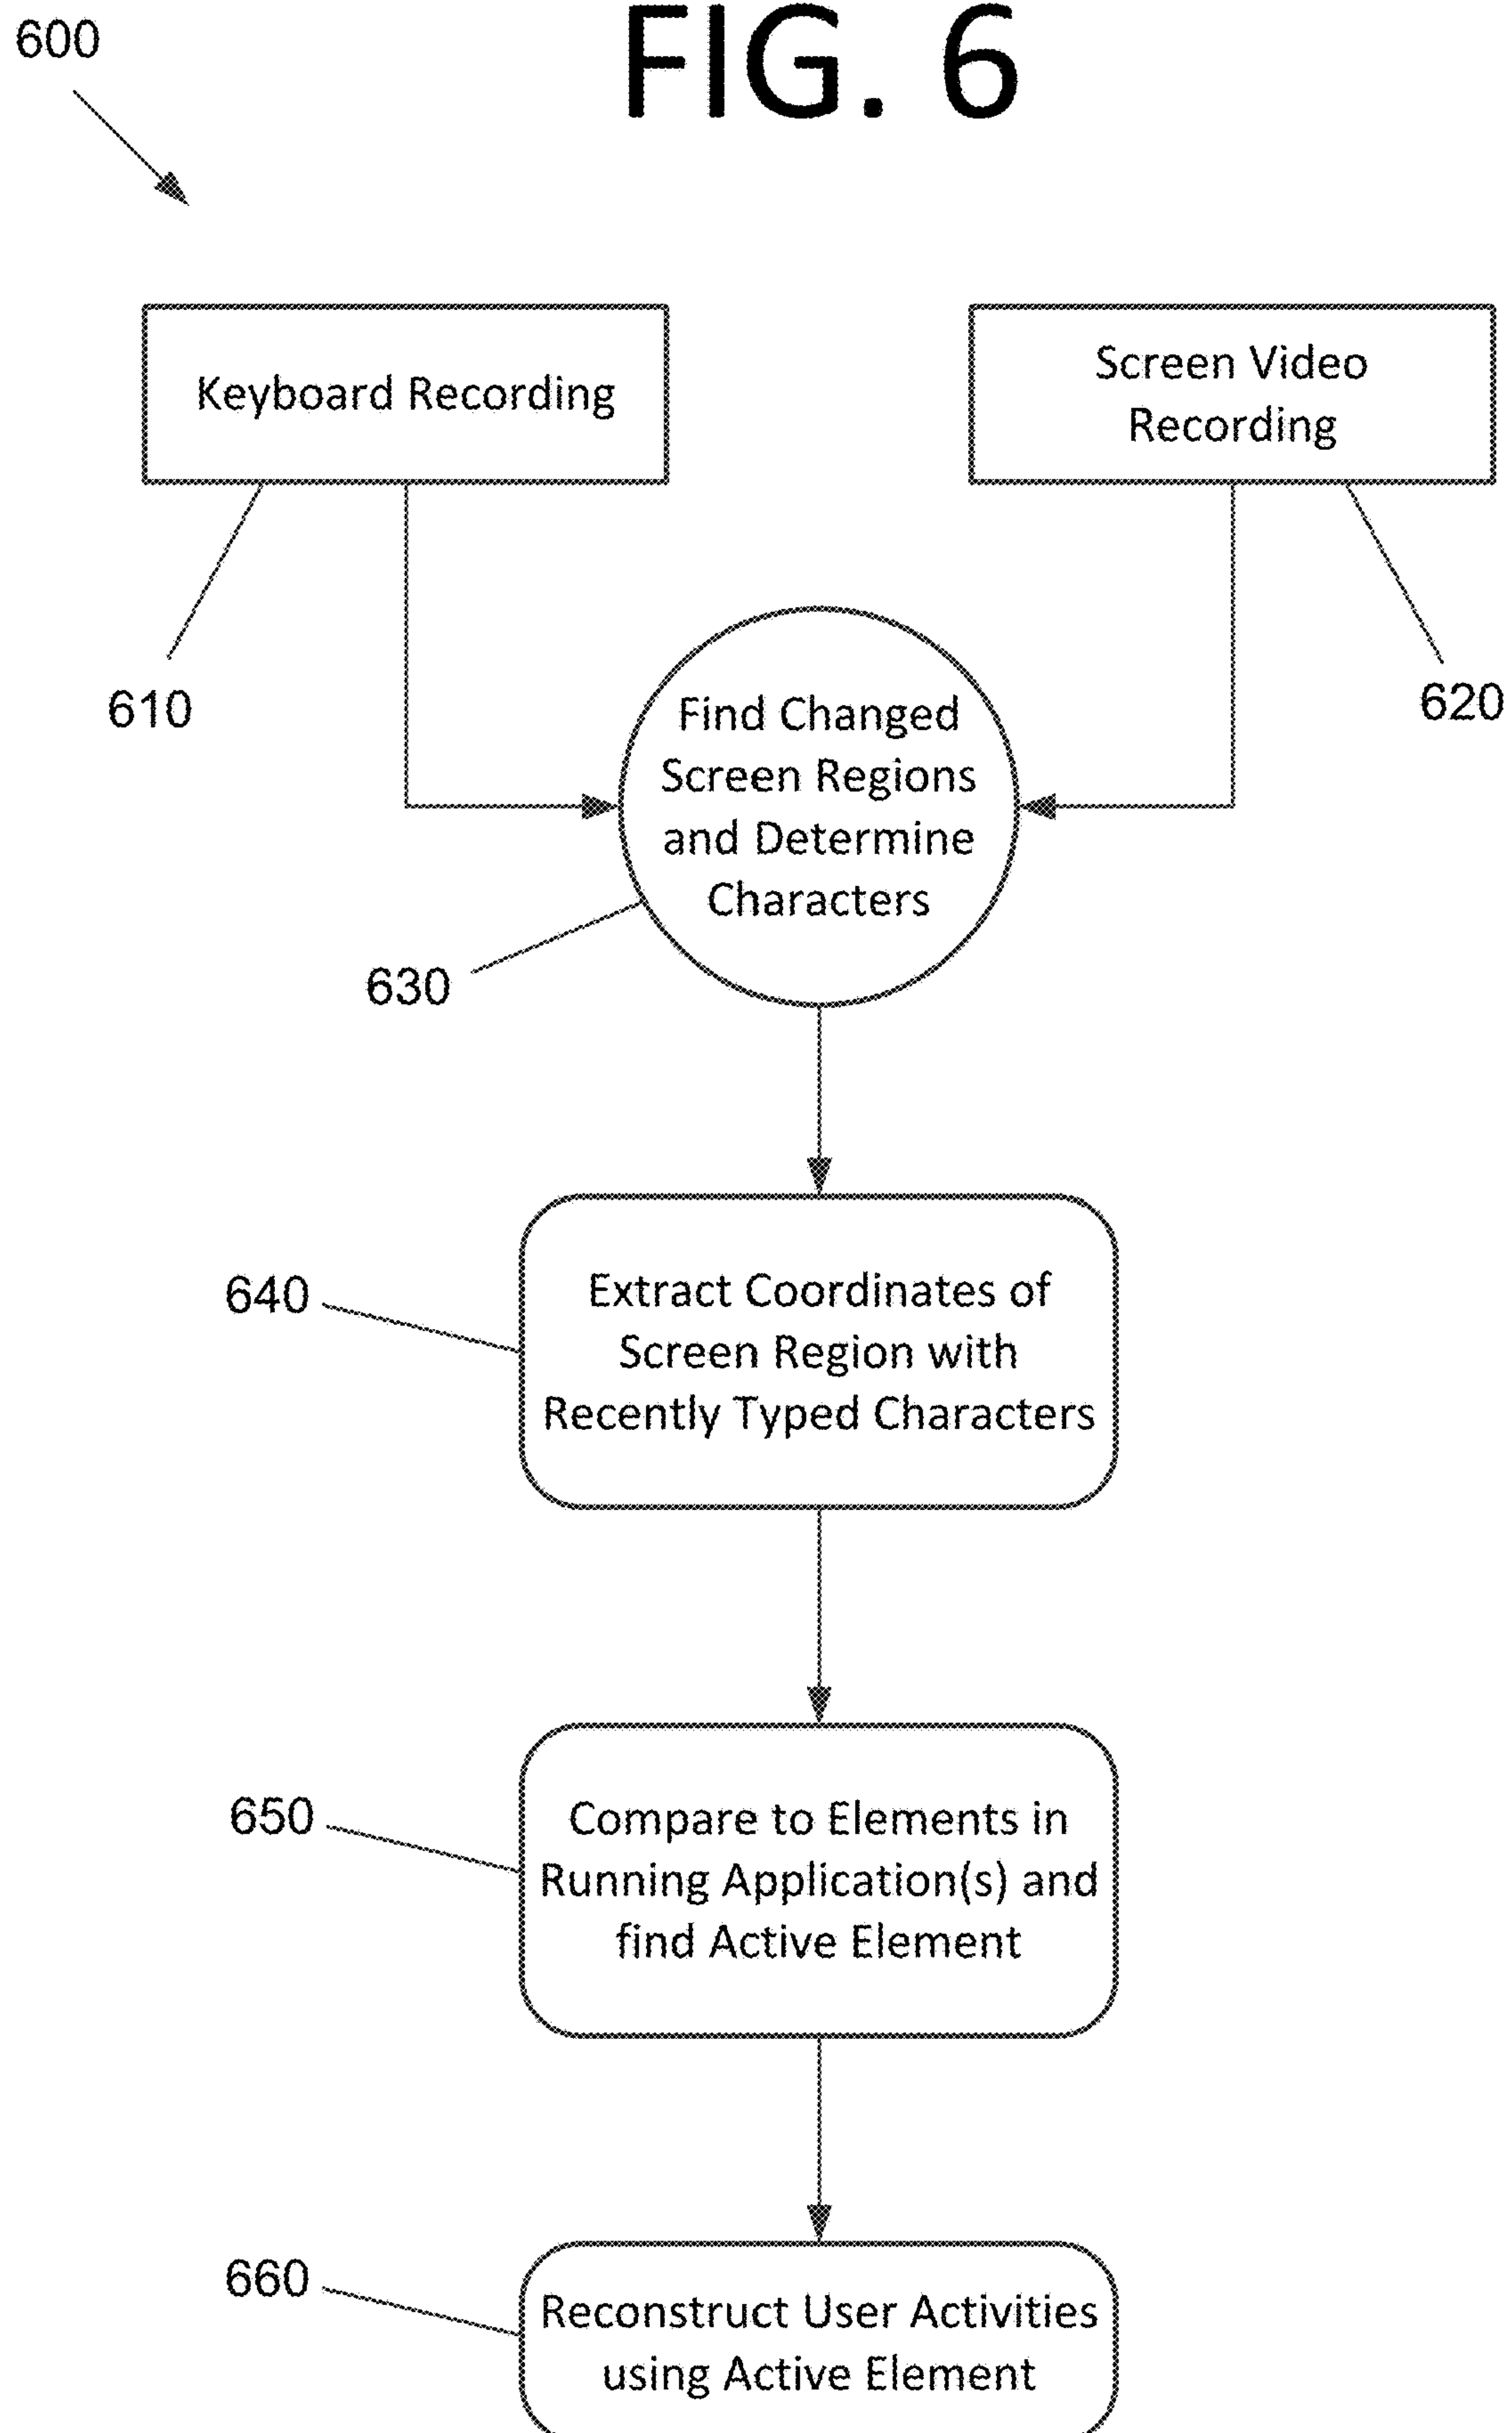 600
FIG. 6
Keyboard Recording
Screen Video
Recording
610
620
Find Changed
Screen Regions
and Determine
Characters
630
640
Extract Coordinates of
Screen Region with
Recently Typed Characters
650
Compare to Elements in
Running Application(s) and
find Active Element
660
Reconstruct User Activities
using Active Element